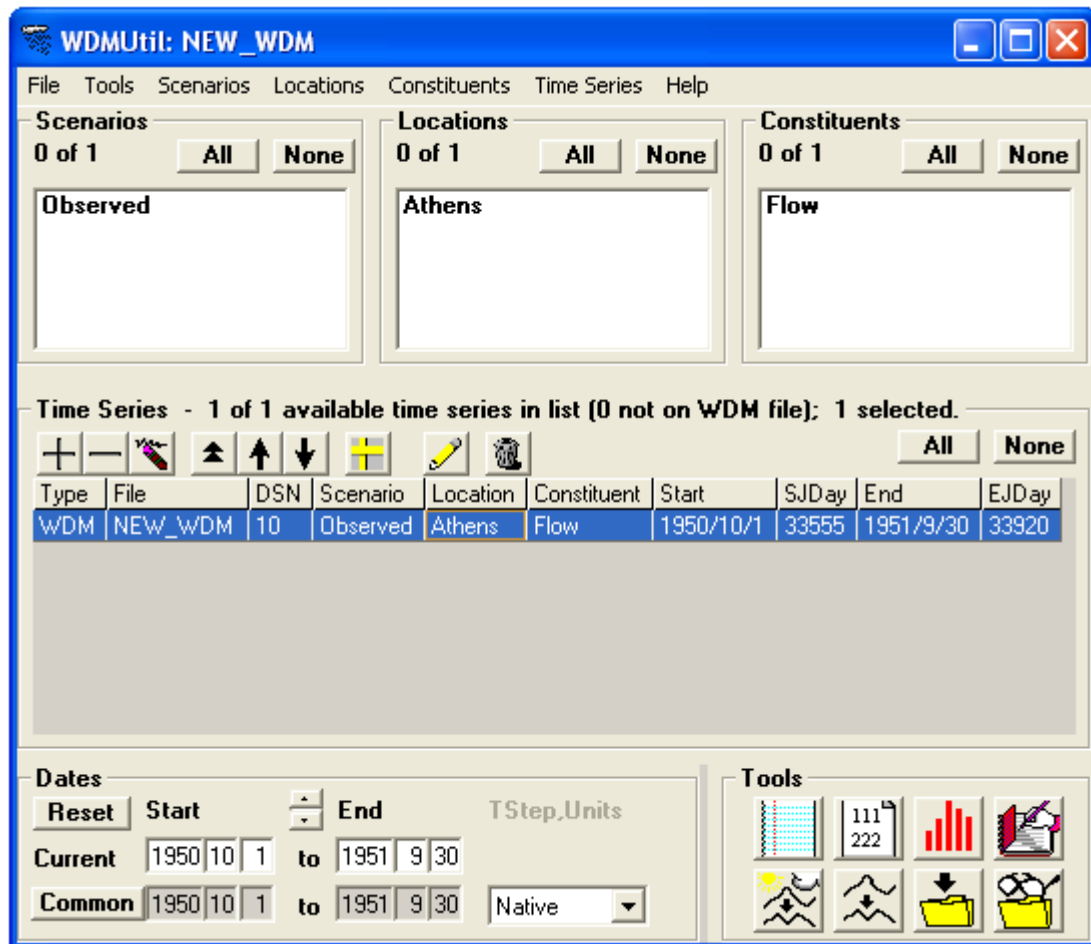 WDMUtil: NEW_WDM
File Tools Scenarios Locations Constituents Time Series Help
Scenarios
0 of 1 All None
Observed
Locations
0 of 1 All None
Athens
Constituents
0 of 1 All None
Flow
Time Series - 1 of 1 available time series in list (0 not on WDM file); 1 selected.
All None
Type File DSN Scenario Location Constituent Start SJDay End EJDay
WDM NEW_WDM 10 Observed Athens Flow 1950/10/1 33555 1951/9/30 33920
Dates
Reset Start End TStep,Units
Current 1950 10 1 to 1951 9 30
Common 1950 10 1 to 1951 9 30 Native
Tools
111
222